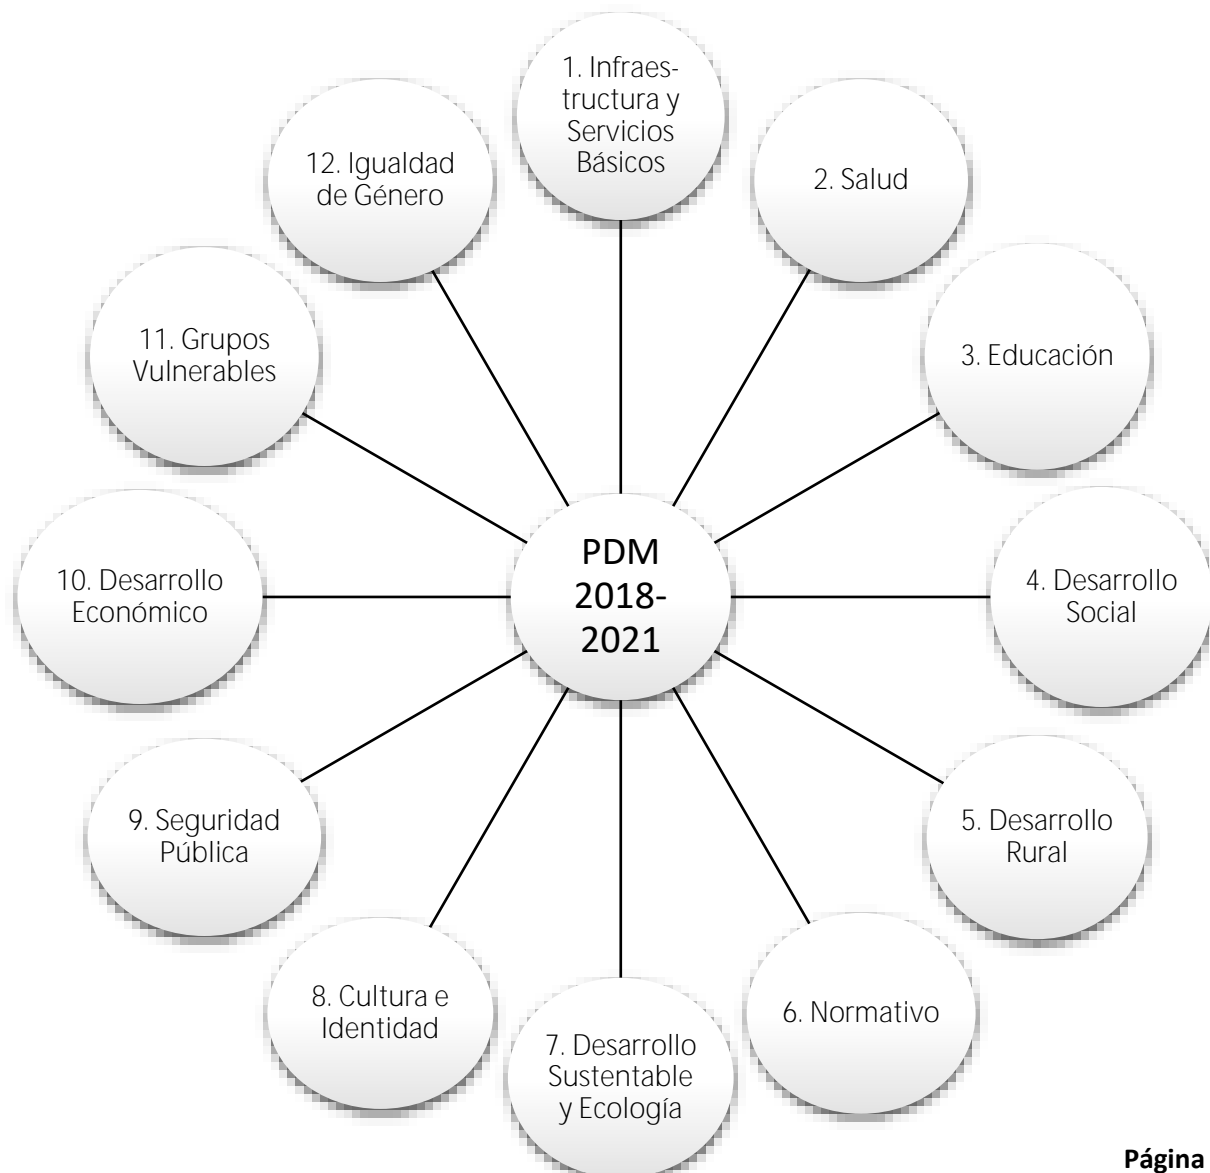 1. Infraes-
tructura y
Servicios
Básicos
2. Salud
3. Educación
4. Desarrollo
Social
5. Desarrollo
Rural
6. Normativo
7. Desarrollo
Sustentable
y Ecología
8. Cultura e
Identidad
9. Seguridad
Pública
10. Desarrollo
Económico
11. Grupos
Vulnerables
12. Igualdad
de Género
PDM
2018-
2021
Página